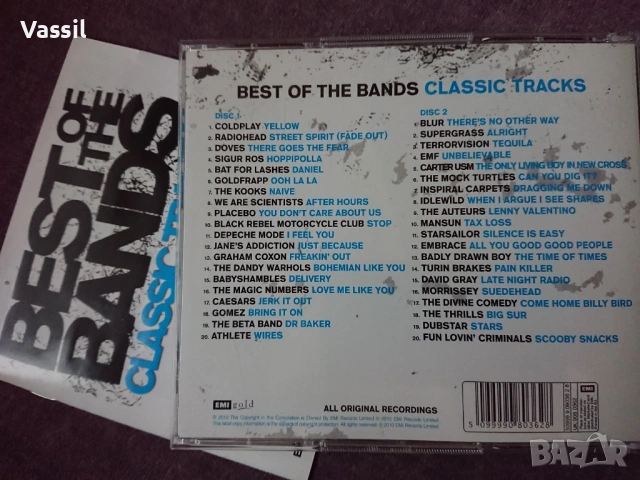 Vassil
BEST OF
THE
BANDS
CLASSIC
BEST OF THE BANDS CLASSIC TRACKS
DISC 1
1. COLDPLAY YELLOW
2. RADIOHEAD STREET SPIRIT (FADE OUT)
3. DOVES THERE GOES THE FEAR
4. SIGUR ROS HOPPIPOLLA
5. BAT FOR LASHES DANIEL
6. GOLDFRAPP OOH LA LA
7. THE KOOKS NAIVE
8. WE ARE SCIENTISTS AFTER HOURS
9. PLACEBO YOU DON'T CARE ABOUT US
10. BLACK REBEL MOTORCYCLE CLUB STOP
11. DEPECHE MODE I FEEL YOU
12. JANE'S ADDICTION JUST BECAUSE
13. GRAHAM COXON FREAKIN' OUT
14. THE DANDY WARHOLS BOHEMIAN LIKE YOU
15. BABYSHAMBLES DELIVERY
16. THE MAGIC NUMBERS LOVE ME LIKE YOU
17. CAESARS JERK IT OUT
18. GOMEZ BRING IT ON
19. THE BETA BAND DR BAKER
20. ATHLETE WIRES
DISC 2
1. BLUR THERE'S NO OTHER WAY
2. SUPERGRASS ALRIGHT
3. TERRORVISION TEQUILA
4. EMF UNBELIEVABLE
5. CARTER USM THE ONLY LIVING BOY IN NEW CROSS
6. THE MOCK TURTLES CAN YOU DIG IT?
7. INSPIRAL CARPETS DRAGGING ME DOWN
8. IDLEWILD WHEN I ARGUE I SEE SHAPES
9. THE AUTEURS LENNY VALENTINO
10. MANSUN TAX LOSS
11. STARSAILOR SILENCE IS EASY
12. EMBRACE ALL YOU GOOD GOOD PEOPLE
13. BADLY DRAWN BOY THE TIME OF TIMES
14. TURIN BRAKES PAIN KILLER
15. DAVID GRAY LATE NIGHT RADIO
16. MORRISSEY SUEDEHEAD
17. THE DIVINE COMEDY COME HOME BILLY BIRD
18. THE THRILLS BIG SUR
19. DUBSTAR STARS
20. FUN LOVIN' CRIMINALS SCOOBY SNACKS
EMI gold
ALL ORIGINAL RECORDINGS
5 099990 803628
EMI
BAZAR